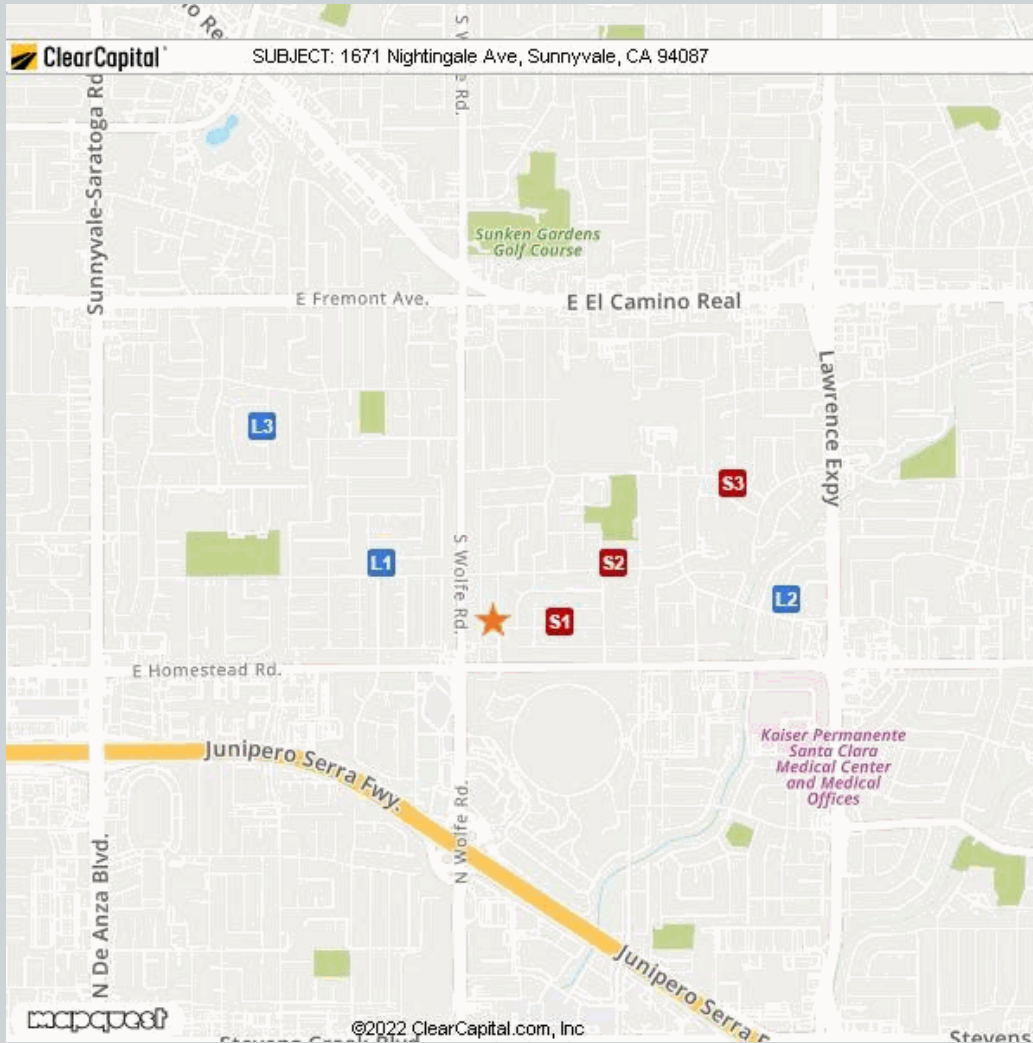 ClearCapital
SUBJECT: 1671 Nightingale Ave, Sunnyvale, CA 94087
Sunnyvale-Saratoga Rd
Rd.
Sunken Gardens
Golf Course
E Fremont Ave.
E El Camino Real
Lawrence Expy
L3
S3
S Wolfe Rd.
L1
S2
L2
S1
E Homestead Rd.
Junipero Serra Fwy.
Kaiser Permanente
Santa Clara
Medical Center
and Medical
Offices
N Wolfe Rd.
N De Anza Blvd.
Junipero Serra F
mapquest
©2022 ClearCapital.com, Inc
Stevens